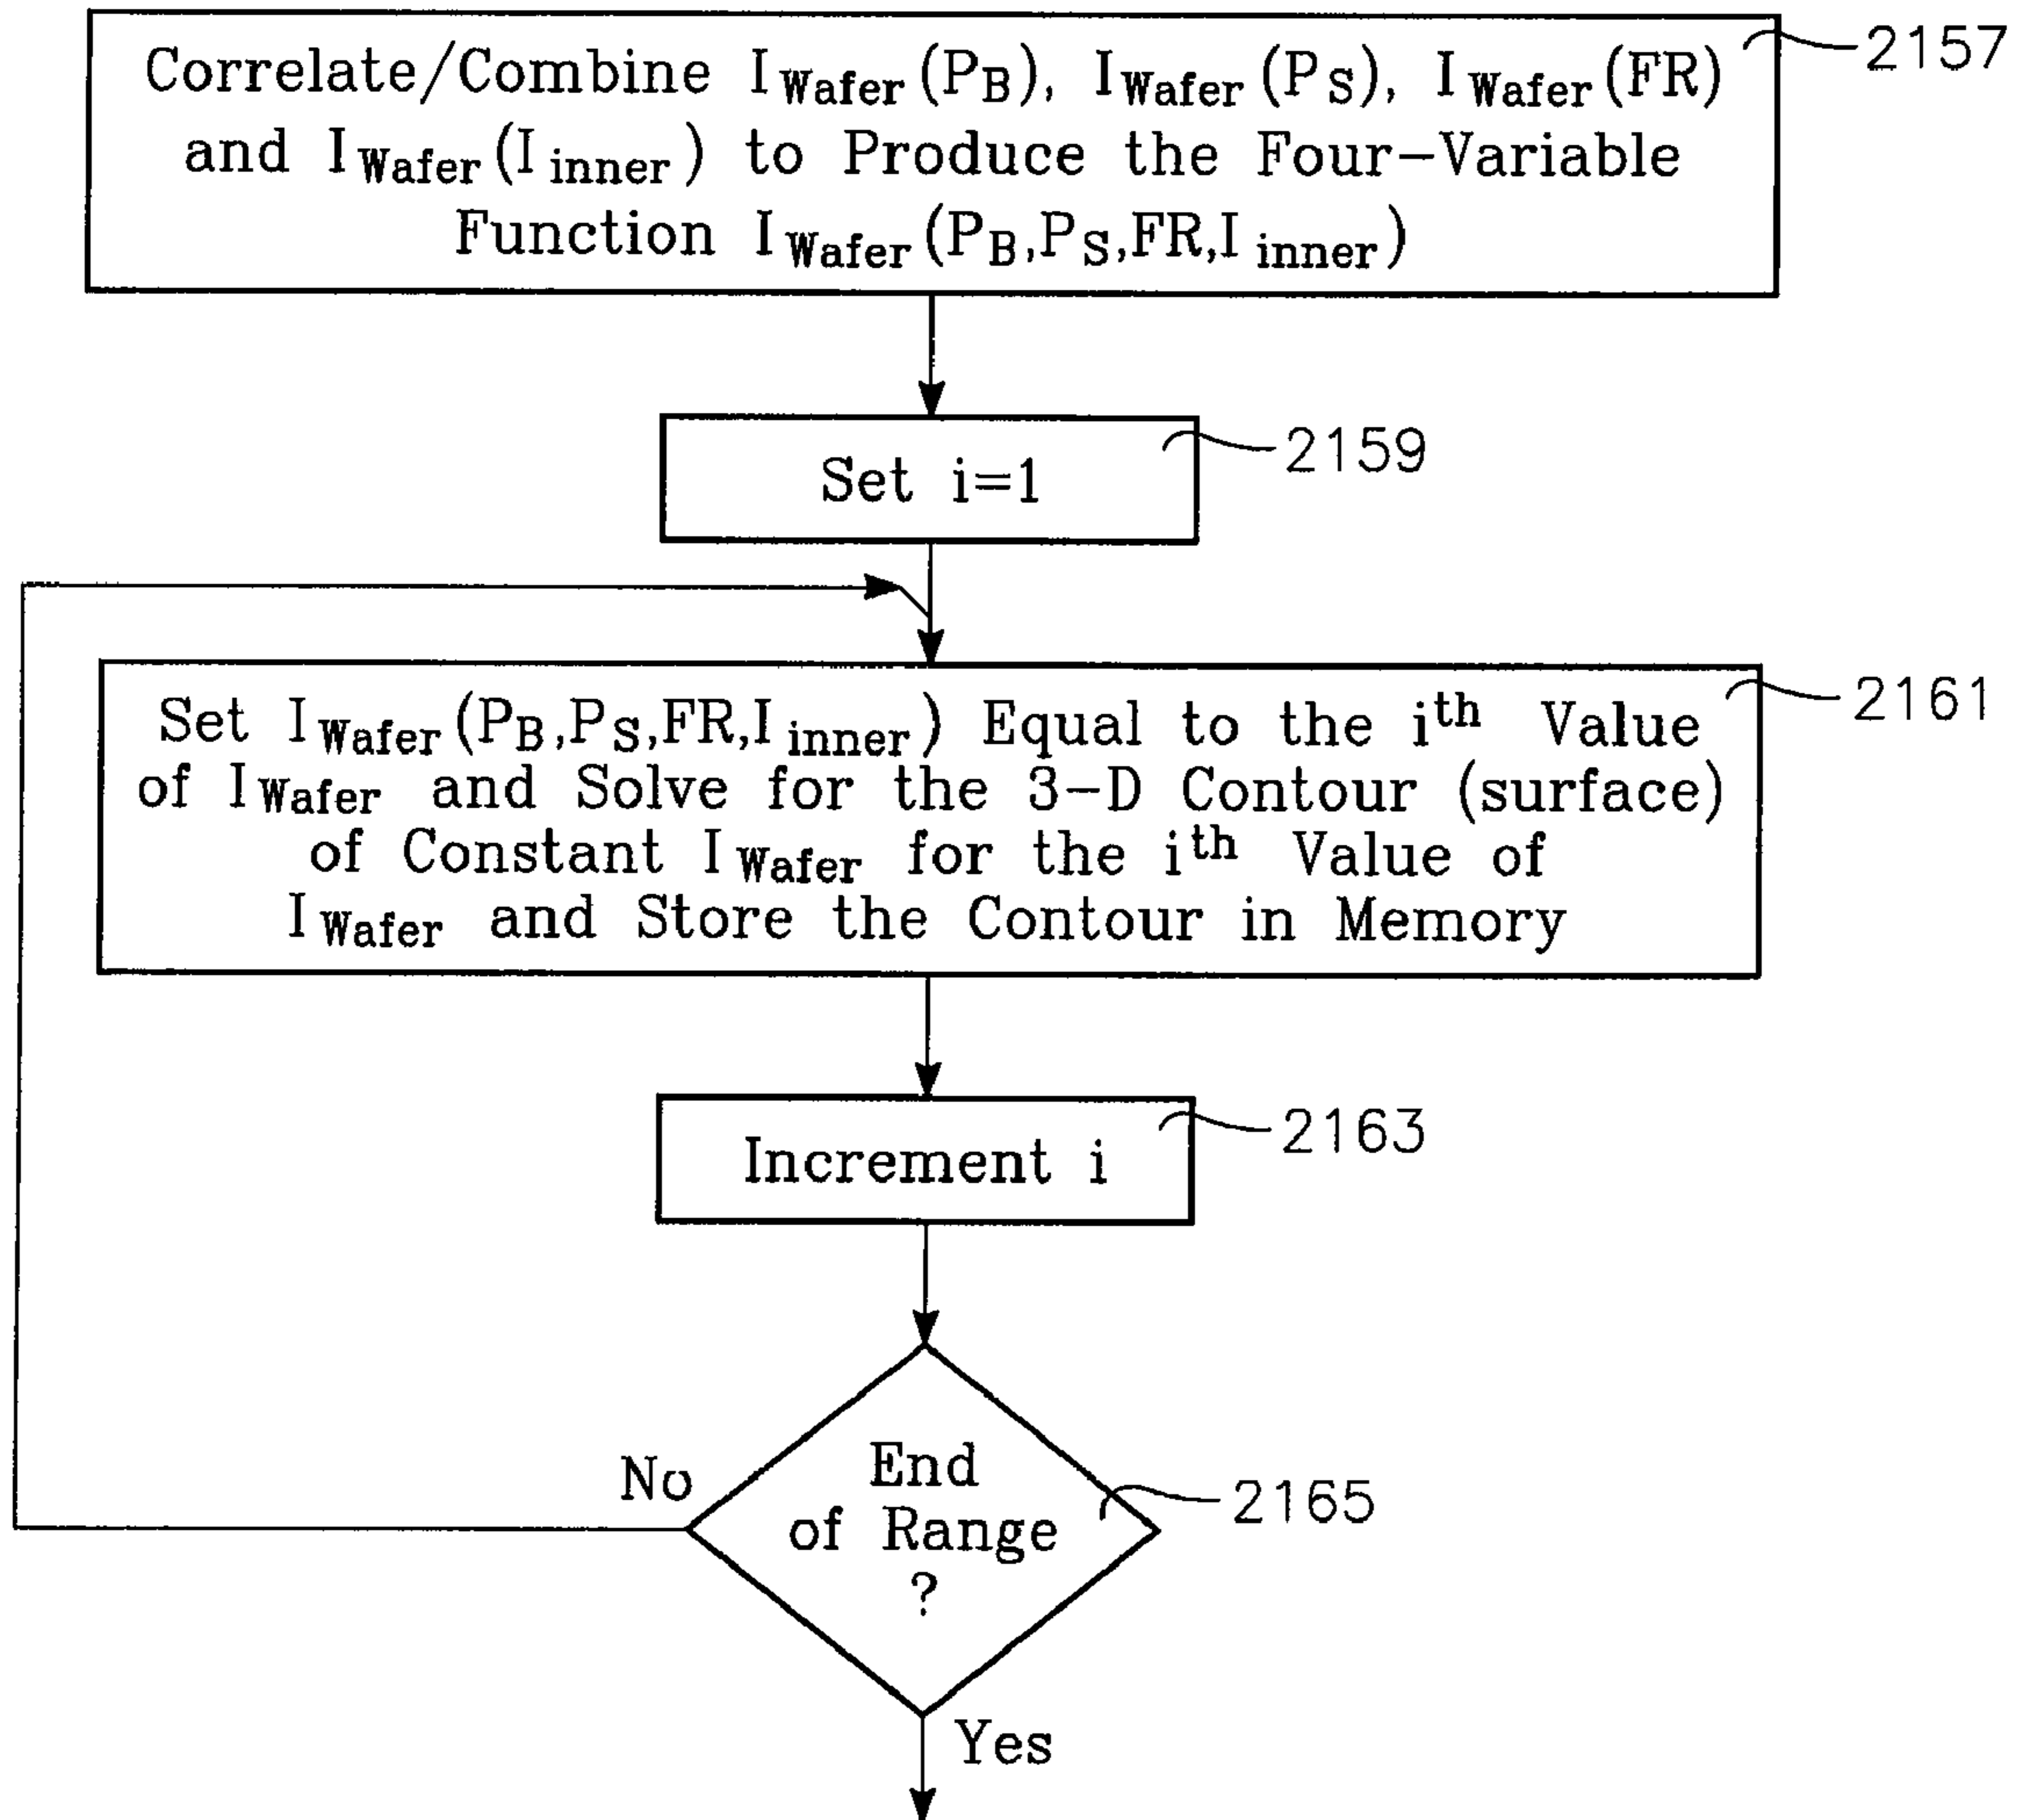 Correlate/Combine I Wafer (PB), I Wafer (PS), I Wafer (FR)
2157
and I Wafer (I inner) to Produce the Four-Variable
Function I Wafer (PB,PS,FR,I inner)
Set i=1
2159
Set I Wafer (PB,PS,FR,I inner) Equal to the ith Value
2161
of I Wafer and Solve for the 3-D Contour (surface)
of Constant I Wafer for the ith Value of
I Wafer and Store the Contour in Memory
Increment i
2163
End
of Range
?
2165
No
Yes